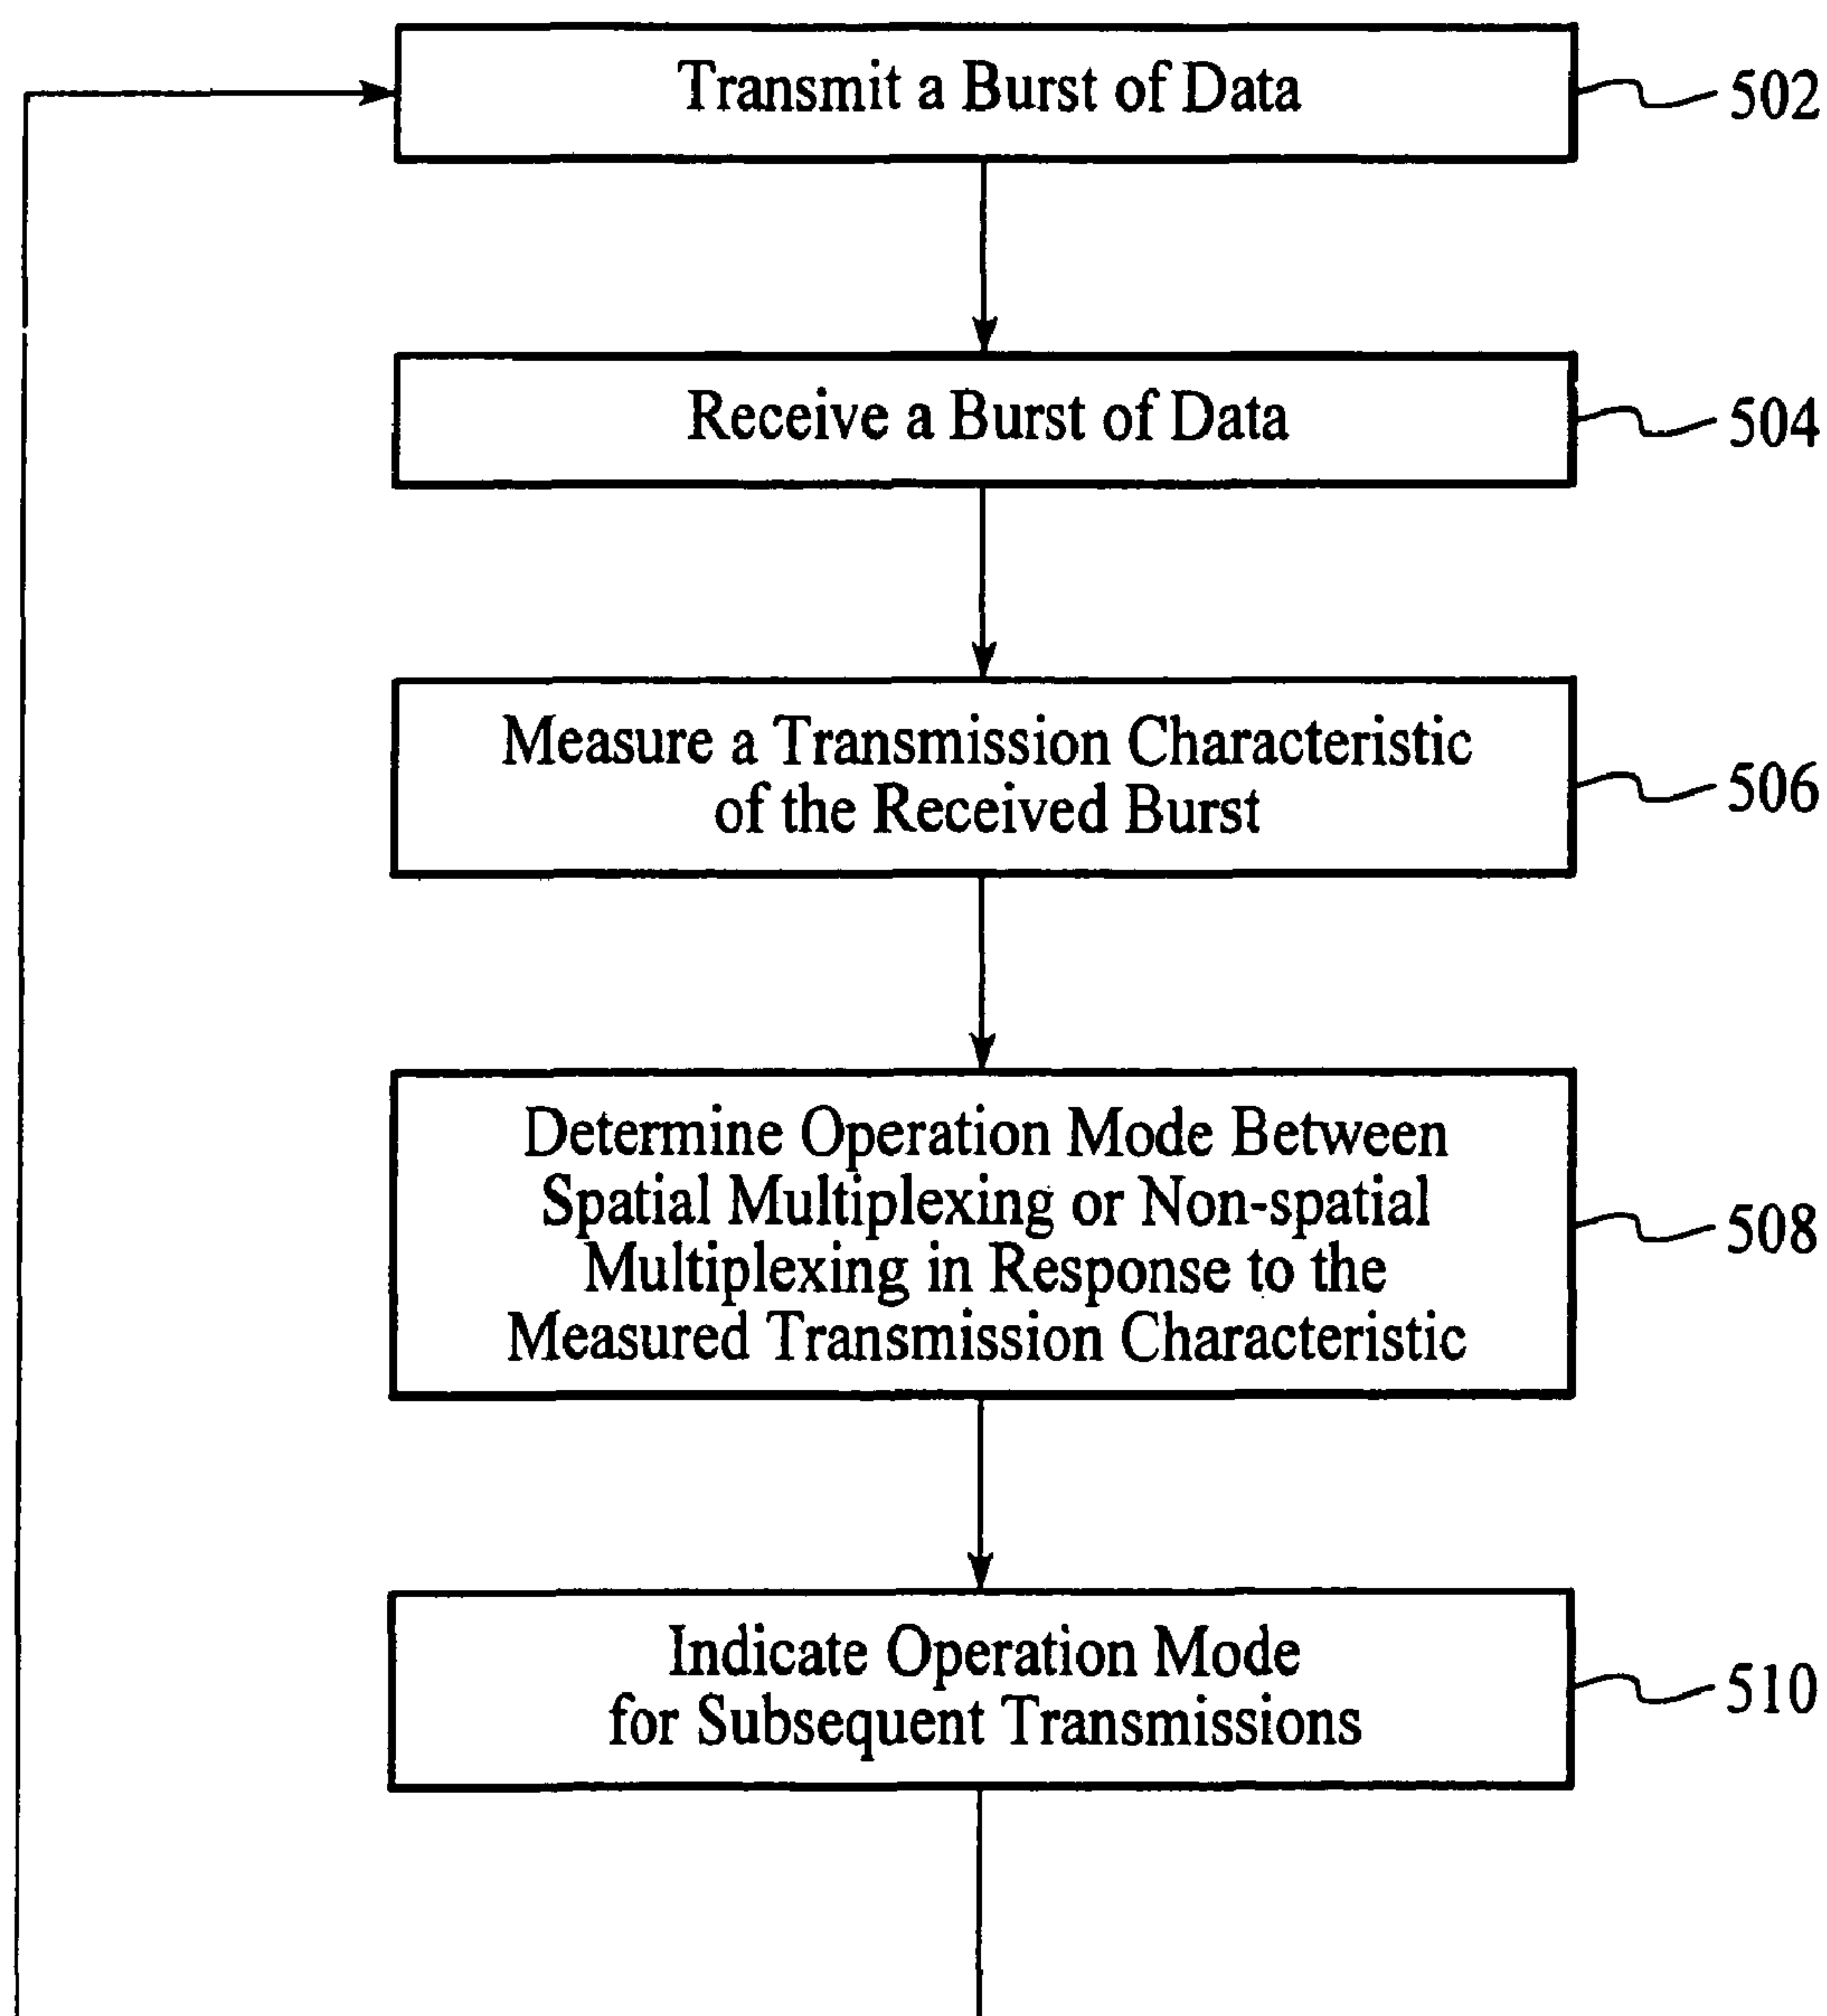 Transmit a Burst of Data
502
Receive a Burst of Data
504
Measure a Transmission Characteristic
of the Received Burst
506
Determine Operation Mode Between
Spatial Multiplexing or Non-spatial
Multiplexing in Response to the
Measured Transmission Characteristic
508
Indicate Operation Mode
for Subsequent Transmissions
510